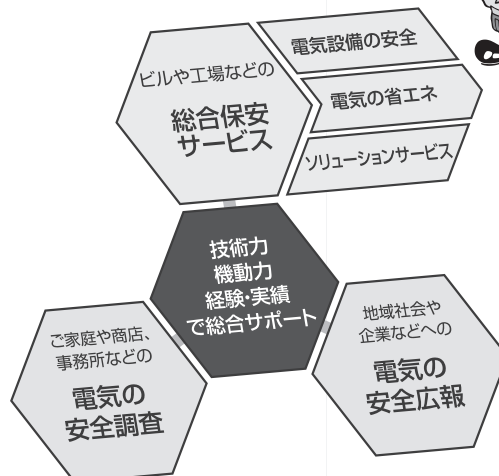 ビルや工場などの
総合保安
サービス
電気設備の安全
電気の省エネ
ソリューションサービス
技術力
機動力
経験・実績
で総合サポート
ご家庭や商店、
事務所などの
電気の
安全調査
地域社会や
企業などへの
電気の
安全広報